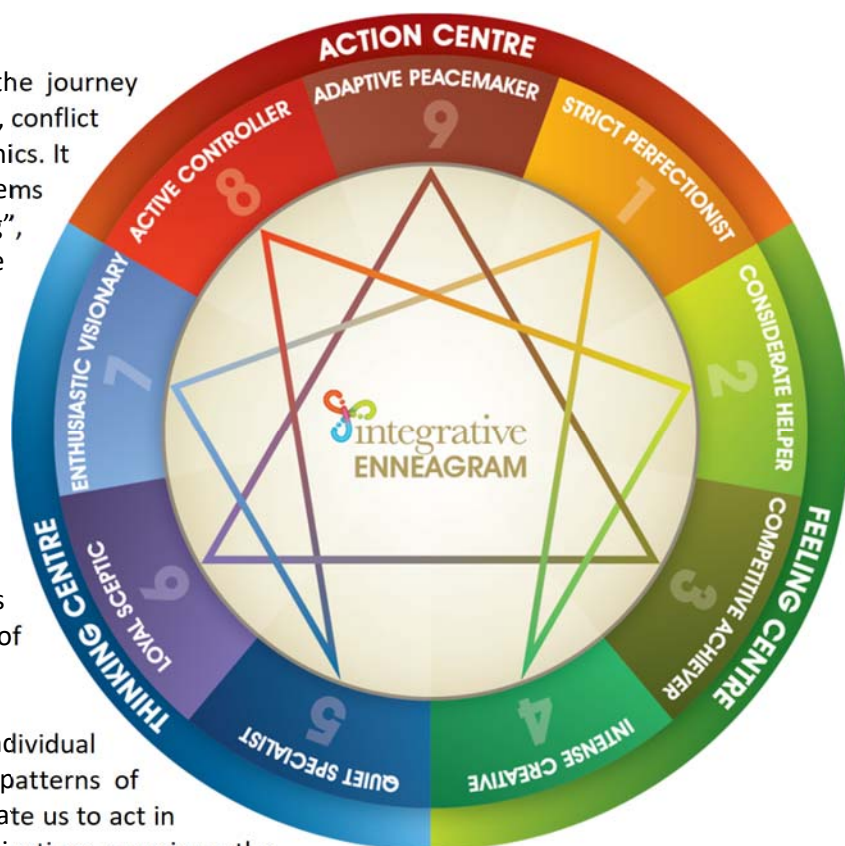 the journey
, conflict
nics. It
ems
”,
e
s
of
dividual
patterns of
ate us to act in
ACTION CENTRE
ADAPTIVE PEACEMAKER
9
STRICT PERFECTIONIST
1
CONSIDERATE HELPER
2
COMPETITIVE ACHIEVER
3
FEELING CENTRE
INTENSE CREATIVE
4
QUIET SPECIALIST
5
LOYAL SCEPTIC
6
THINKING CENTRE
ENTHUSIASTIC VISIONARY
7
ACTIVE CONTROLLER
8
integrative
ENNEAGRAM